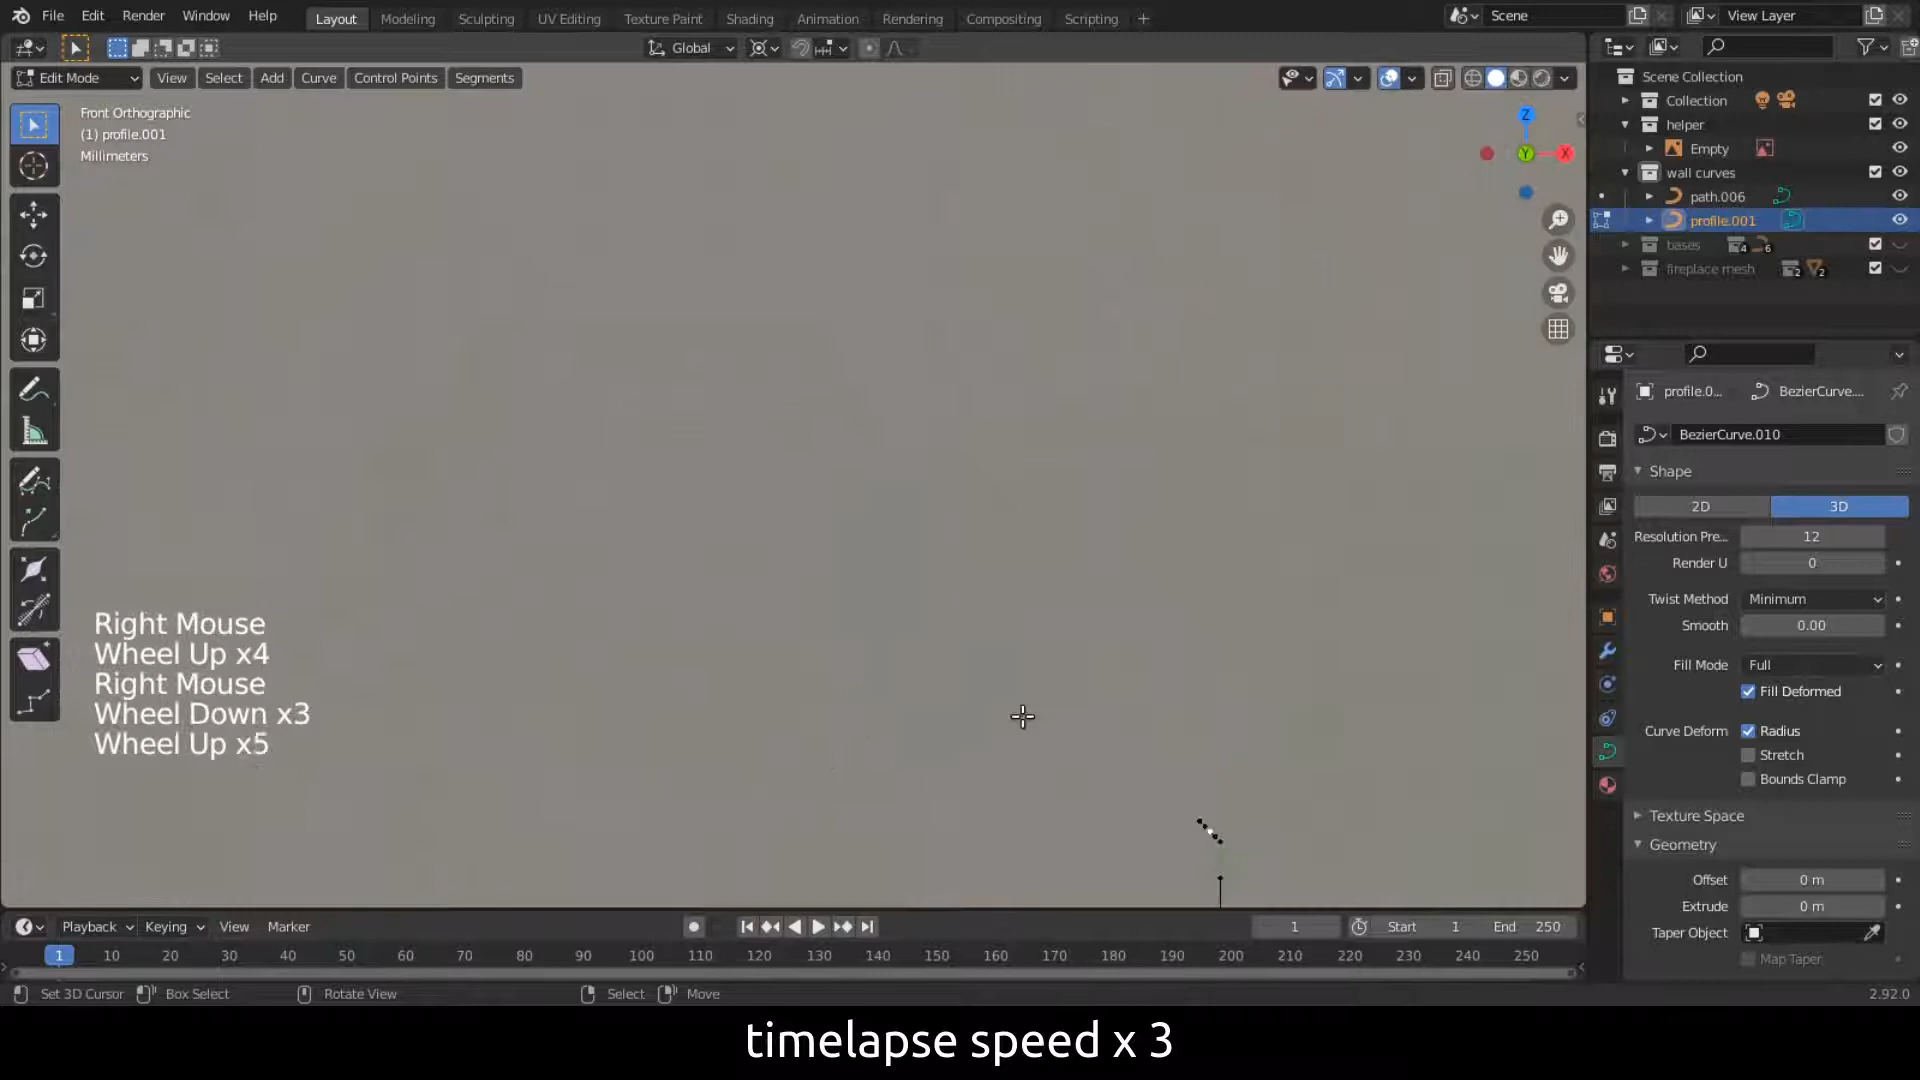 File Edit Render Window Help
Layout Modeling Sculpting UV Editing Texture Paint Shading Animation Rendering Compositing Scripting +
Scene
View Layer
Global
Edit Mode View Select Add Curve Control Points Segments
Front Orthographic
(1) profile.001
Millimeters
Z
Y
X
Scene Collection
Collection
helper
Empty
wall curves
path.006
profile.001
bases 4 6
fireplace mesh 2 2
profile.0... BezierCurve....
BezierCurve.010
Shape
2D 3D
Resolution Pre... 12
Render U 0
Twist Method Minimum
Smooth 0.00
Fill Mode Full
Fill Deformed
Curve Deform Radius
Stretch
Bounds Clamp
Texture Space
Geometry
Offset 0 m
Extrude 0 m
Taper Object
Map Taper
Right Mouse
Wheel Up x4
Right Mouse
Wheel Down x3
Wheel Up x5
Playback Keying View Marker
1 Start 1 End 250
1 10 20 30 40 50 60 70 80 90 100 110 120 130 140 150 160 170 180 190 200 210 220 230 240 250
Set 3D Cursor Box Select Rotate View Select Move
2.92.0
timelapse speed x 3